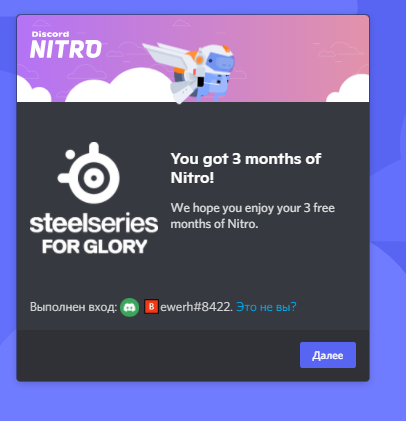 Discord
NITRO
You got 3 months of
Nitro!
We hope you enjoy your 3 free
months of Nitro.
steelseries
FOR GLORY
Выполнен вход: B ewerh#8422. Это не вы?
Далее